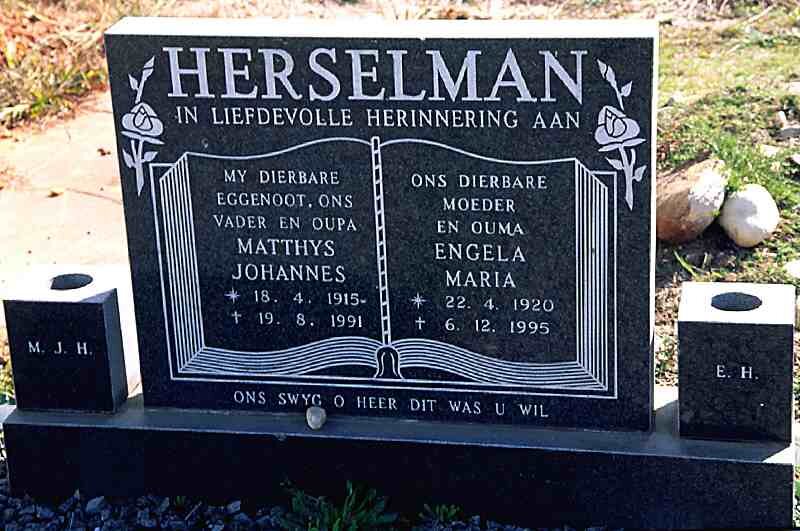 HERSELMAN
IN LIEFDEVOLLE HERINNERING AAN
MY DIERBARE
EGGENOOT, ONS
VADER EN OUPA
MATTHYS
JOHANNES
* 18. 4. 1915-
† 19. 8. 1991
ONS DIERBARE
MOEDER
EN OUMA
ENGELA
MARIA
* 22. 4. 1920
† 6. 12. 1995
ONS SWYG O HEER DIT WAS U WIL
M. J. H.
E. H.